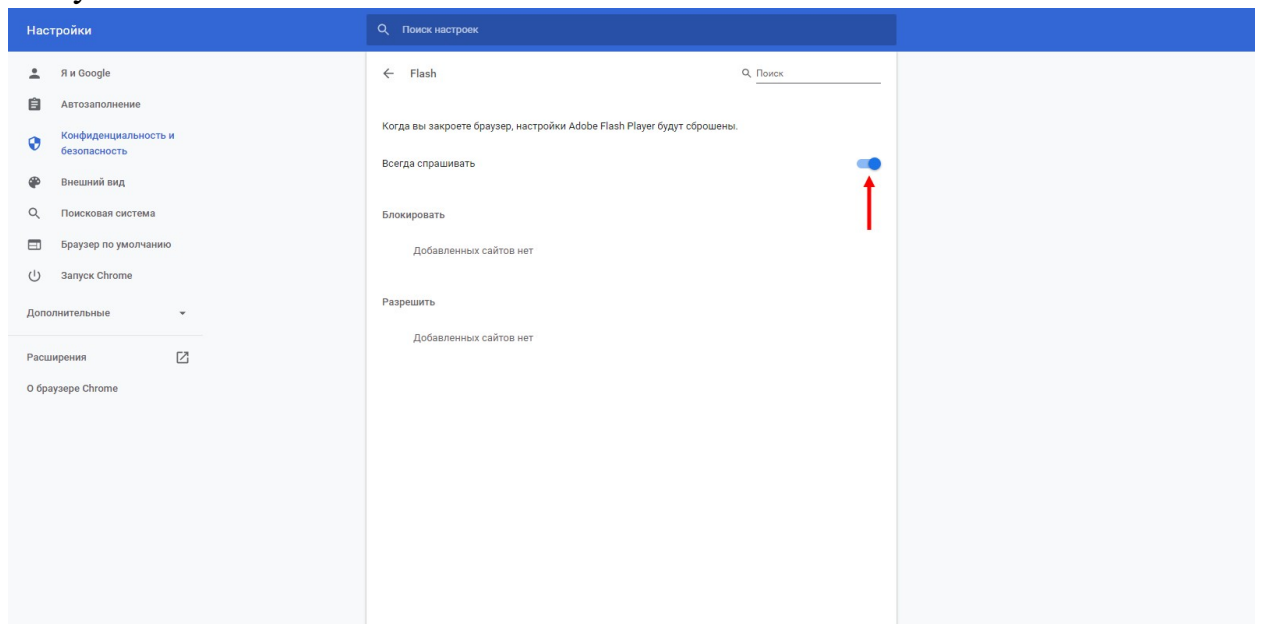 Настройки
Поиск настроек
Я и Google
Автозаполнение
Конфиденциальность и
безопасность
Внешний вид
Поисковая система
Браузер по умолчанию
Запуск Chrome
Дополнительные
Расширения
О браузере Chrome
Flash
Поиск
Когда вы закроете браузер, настройки Adobe Flash Player будут сброшены.
Всегда спрашивать
Блокировать
Добавленных сайтов нет
Разрешить
Добавленных сайтов нет